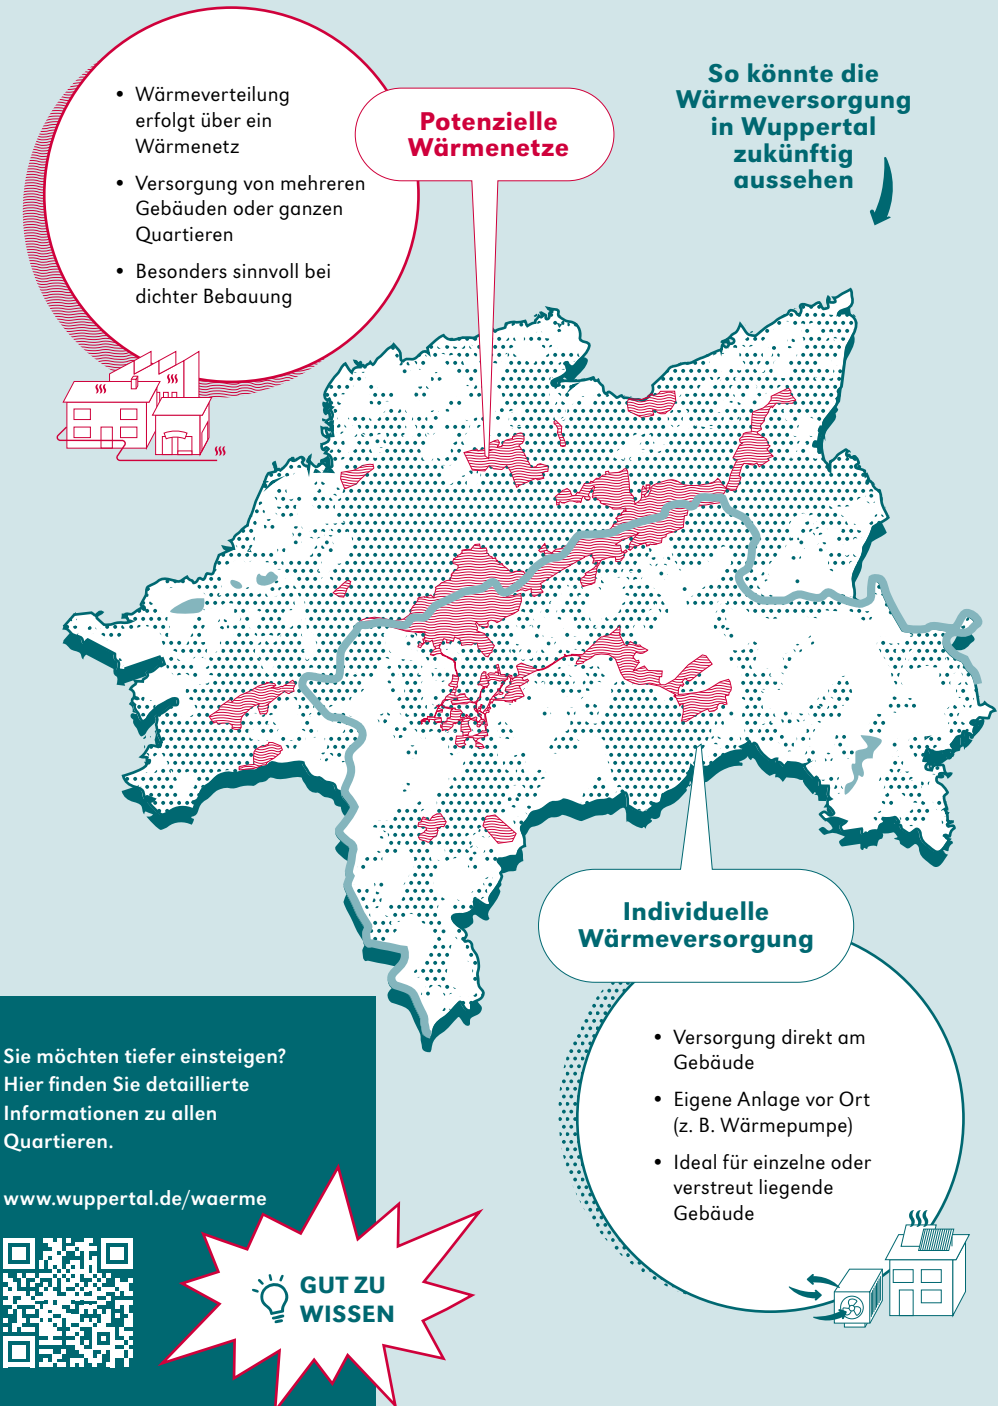 • Wärmeverteilung
erfolgt über ein
Wärmenetz
• Versorgung von mehreren
Gebäuden oder ganzen
Quartieren
• Besonders sinnvoll bei
dichter Bebauung
Potenzielle
Wärmenetze
So könnte die
Wärmeversorgung
in Wuppertal
zukünftig
aussehen
Individuelle
Wärmeversorgung
• Versorgung direkt am
Gebäude
• Eigene Anlage vor Ort
(z. B. Wärmepumpe)
• Ideal für einzelne oder
verstreut liegende
Gebäude
Sie möchten tiefer einsteigen?
Hier finden Sie detaillierte
Informationen zu allen
Quartieren.
www.wuppertal.de/waerme
GUT ZU
WISSEN